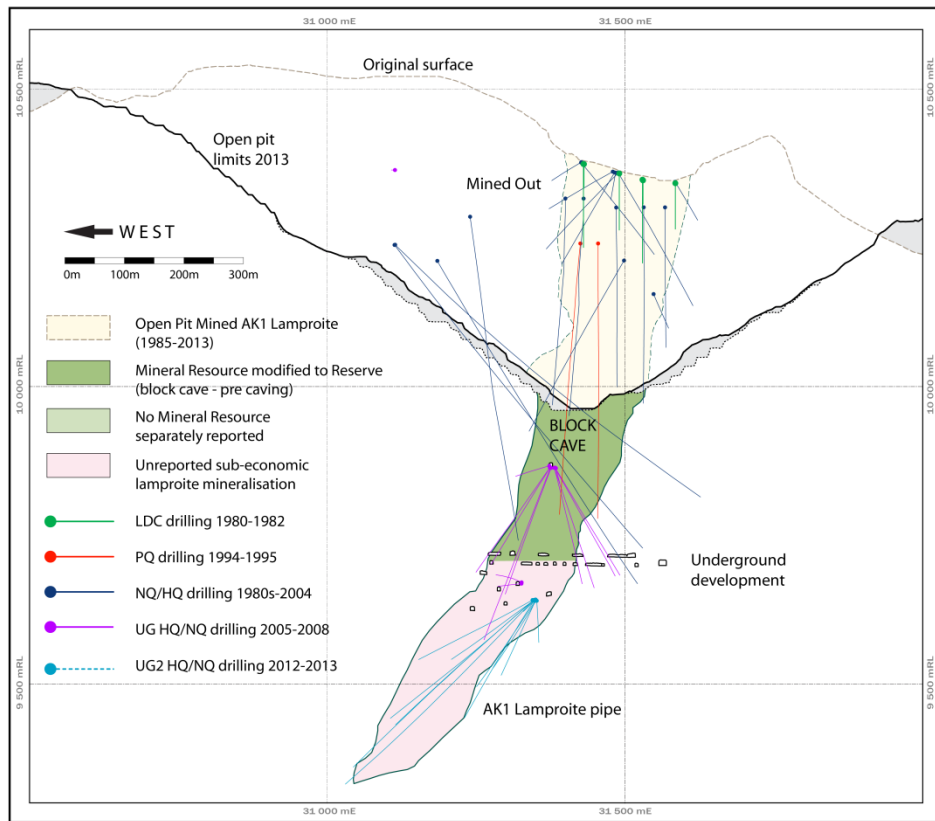 31 000 mE
31 500 mE
Original surface
10 500 mRL
10 500 mRL
Open pit
limits 2013
Mined Out
WEST
0m 100m 200m 300m
Open Pit Mined AK1 Lamproite
(1985-2013)
Mineral Resource modified to Reserve
(block cave - pre caving)
10 000 mRL
10 000 mRL
No Mineral Resource
separately reported
BLOCK
CAVE
Unreported sub-economic
lamproite mineralisation
LDC drilling 1980-1982
PQ drilling 1994-1995
Underground
development
NQ/HQ drilling 1980s-2004
UG HQ/NQ drilling 2005-2008
UG2 HQ/NQ drilling 2012-2013
9 500 mRL
9 500 mRL
AK1 Lamproite pipe
31 000 mE
31 500 mE